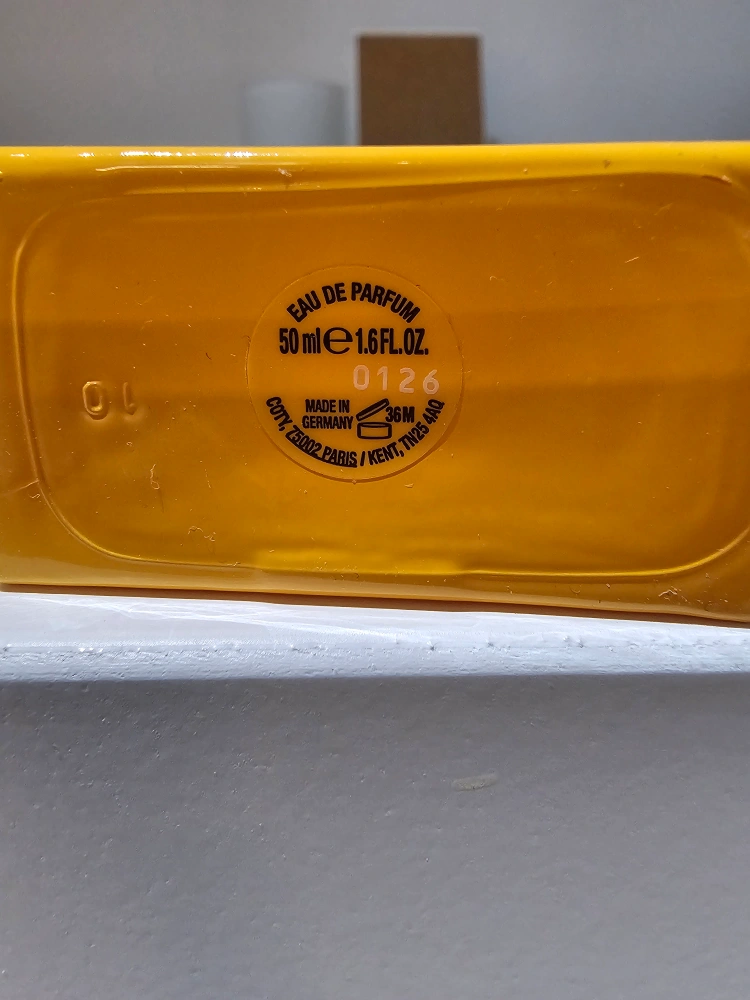 EAU DE PARFUM
50 ml ℮ 1.6 FL.OZ.
0126
MADE IN
GERMANY
36M
COTY, 75002 PARIS / KENT, TN25 4AQ